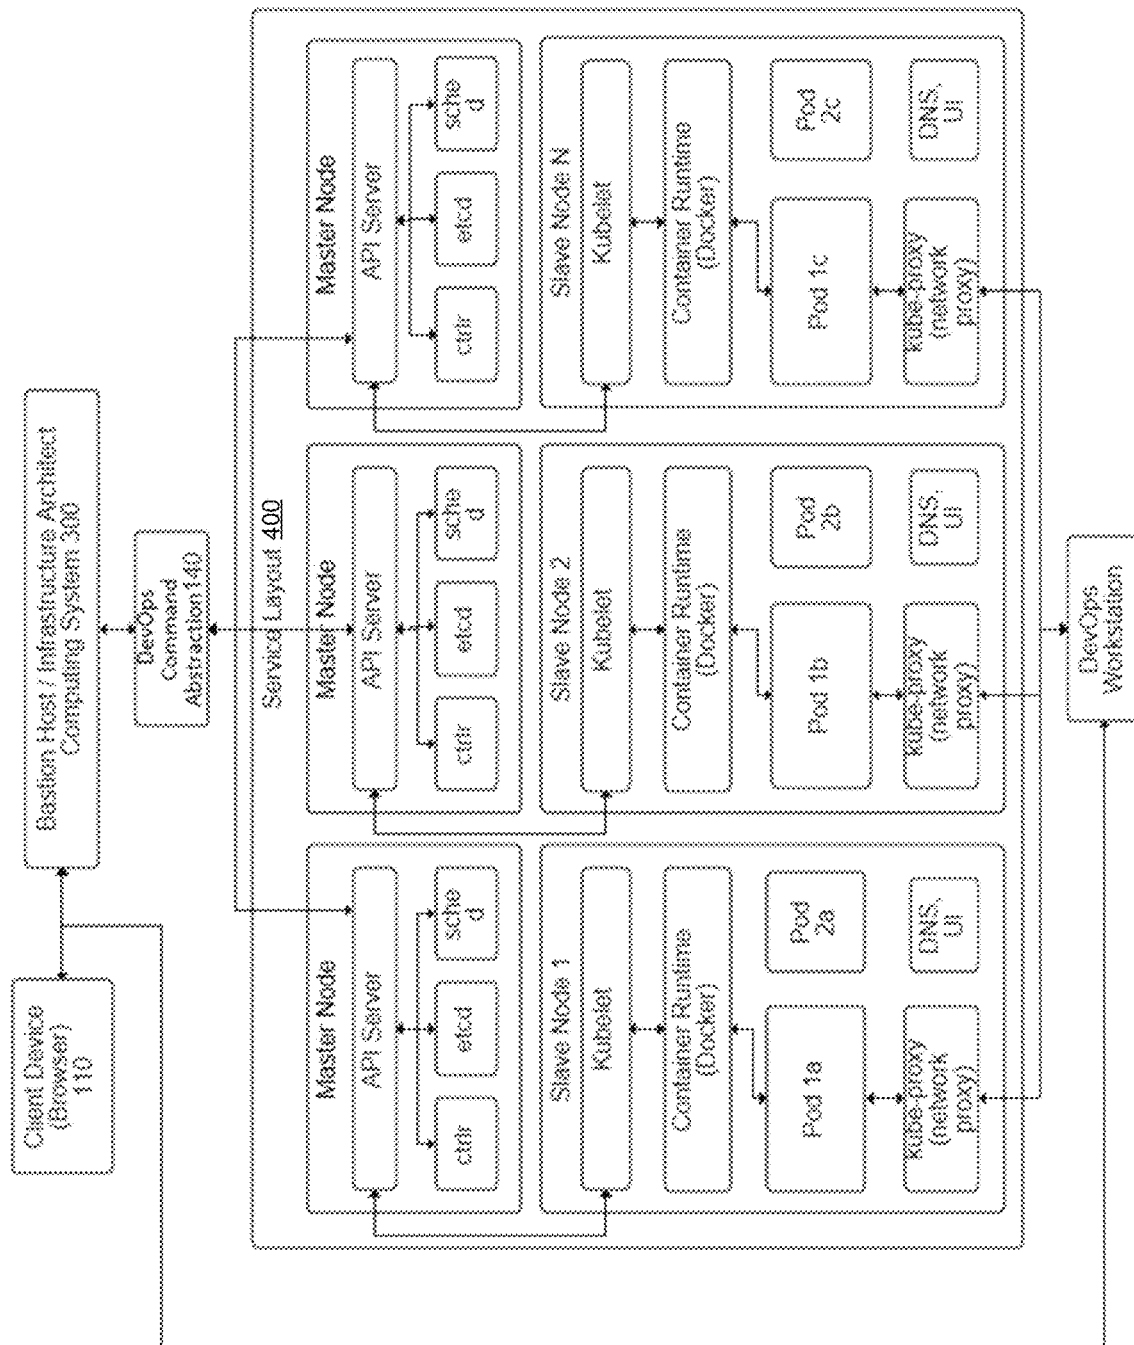 Client Device
(Browser)
110
Bastion Host / Infrastructure Architect
Computing System 300
DevOps
Command
Abstraction140
Service Layout 400
Master Node
API Server
ctrlr
etcd
sche
d
Slave Node 1
Kubelet
Container Runtime
(Docker)
Pod 1a
Pod
2a
kube-proxy
(network
proxy)
DNS,
UI
Master Node
API Server
ctrlr
etcd
sche
d
Slave Node 2
Kubelet
Container Runtime
(Docker)
Pod 1b
Pod
2b
kube-proxy
(network
proxy)
DNS,
UI
Master Node
API Server
ctrlr
etcd
sche
d
Slave Node N
Kubelet
Container Runtime
(Docker)
Pod 1c
Pod
2c
kube-proxy
(network
proxy)
DNS,
UI
DevOps
Workstation